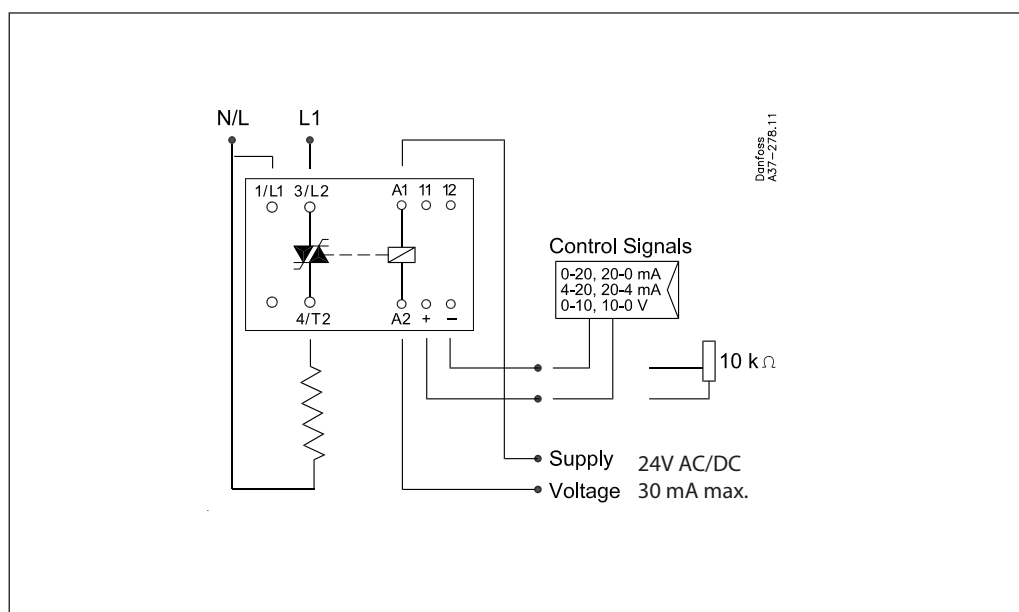 N/L L1
Danfoss
A37-278.11
1/L1 3/L2 A1 11 12
Control Signals
0-20, 20-0 mA
4-20, 20-4 mA
0-10, 10-0 V
4/T2 A2 + −
10 k Ω
Supply 24V AC/DC
Voltage 30 mA max.